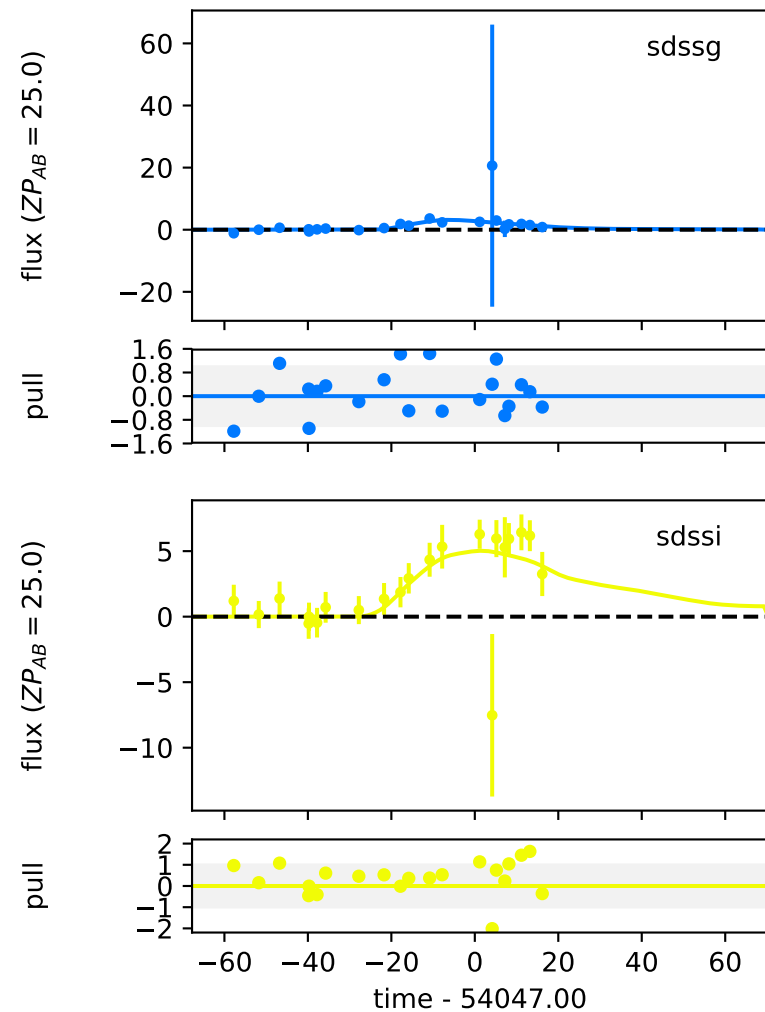 sdssg
flux (ZP_AB = 25.0)
60
40
20
0
−20
pull
1.6
0.8
0.0
−0.8
−1.6
sdssi
flux (ZP_AB = 25.0)
5
0
−5
−10
pull
2
1
0
−1
−2
−60 −40 −20 0 20 40 60
time - 54047.00